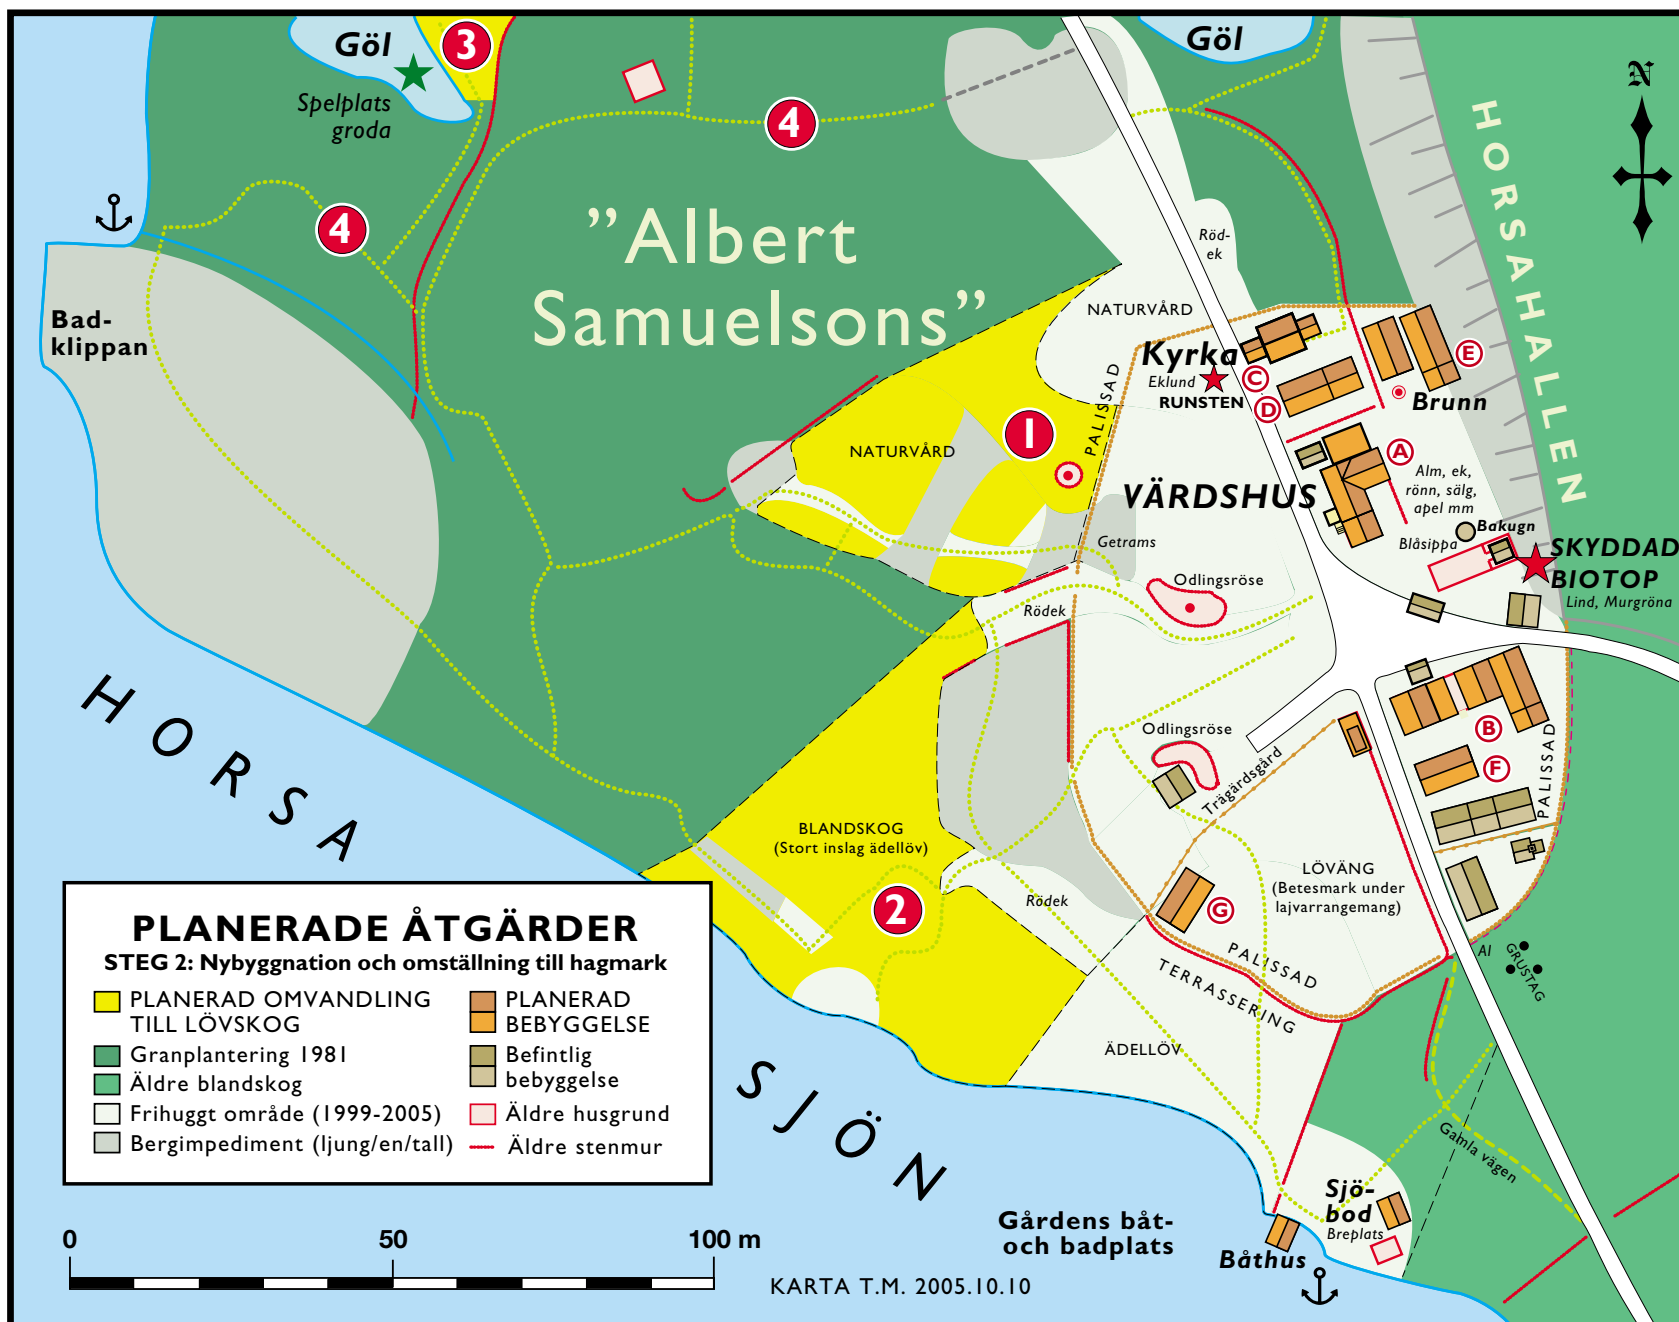 Göl
3
Göl
N
Spelplats
groda
4
4
HORSAHALLEN
"Albert
Samuelsons"
Röd-
ek
Bad-
klippan
NATURVÅRD
Kyrka
Eklund
RUNSTEN
C
D
E
Brunn
PALISSAD
1
NATURVÅRD
A
VÄRDSHUS
Alm, ek,
rönn, sälg,
apel mm
Bakugn
Blåsippa
Getrams
SKYDDAD
BIOTOP
Lind, Murgröna
Odlingsröse
Rödek
HORSA
SJÖN
Odlingsröse
Trägärdsgård
B
F
PALISSAD
BLANDSKOG
(Stort inslag ädellöv)
2
Rödek
LÖVÄNG
(Betesmark under
lajvarrangemang)
G
PALISSAD
TERRASSERING
Al
GRUSTAG
ÄDELLÖV
Gamla vägen
PLANERADE ÅTGÄRDER
STEG 2: Nybyggnation och omställning till hagmark
PLANERAD OMVANDLING
TILL LÖVSKOG
Granplantering 1981
Äldre blandskog
Frihuggt område (1999-2005)
Bergimpediment (ljung/en/tall)
PLANERAD
BEBYGGELSE
Befintlig
bebyggelse
Äldre husgrund
Äldre stenmur
Sjö-
bod
Breplats
Gårdens båt-
och badplats
Båthus
0 50 100 m
KARTA T.M. 2005.10.10